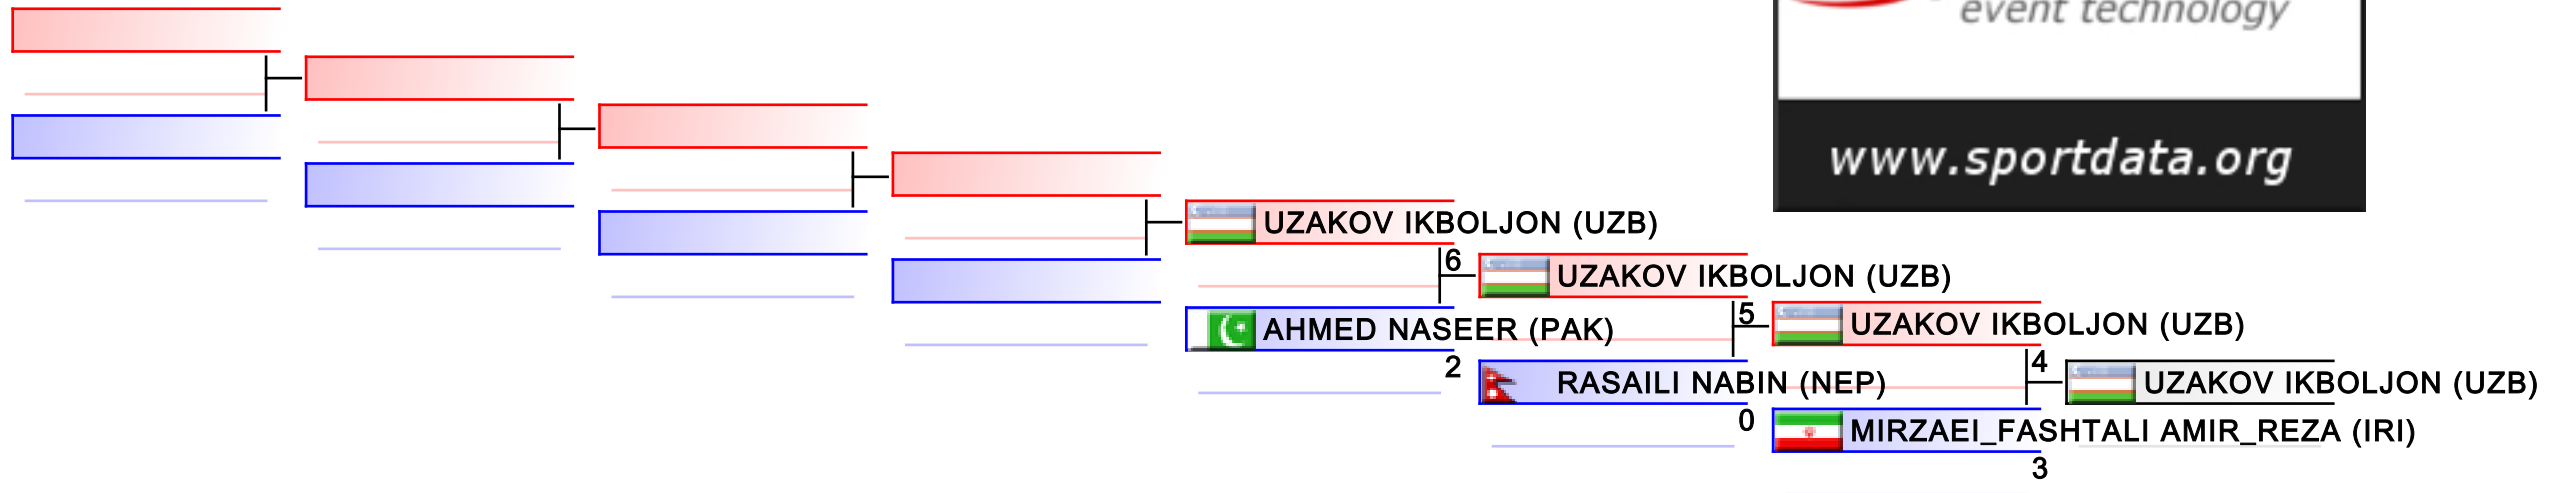 event technology
www.sportdata.org
UZAKOV IKBOLJON (UZB)
6
UZAKOV IKBOLJON (UZB)
AHMED NASEER (PAK)
2
5
UZAKOV IKBOLJON (UZB)
RASAILI NABIN (NEP)
0
4
UZAKOV IKBOLJON (UZB)
MIRZAEI_FASHTALI AMIR_REZA (IRI)
3